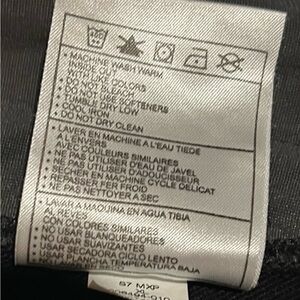 40
• MACHINE WASH WARM
INSIDE OUT
WITH LIKE COLORS
• DO NOT BLEACH
• DO NOT USE SOFTENERS
• TUMBLE DRY LOW
• COOL IRON
• DO NOT DRY CLEAN
• LAVER EN MACHINE A L'EAU TIEDE
A L'ENVERS
AVEC COULEURS SIMILAIRES
• NE PAS UTILISER D'EAU DE JAVEL
• NE PAS UTILISER D'ADOUCISSEUR
• SECHER EN MACHINE CYCLE DELICAT
• REPASSER FER FROID
• NE PAS NETTOYER A SEC
• LAVAR A MAQUINA EN AGUA TIBIA
AL REVES
CON COLORES SIMILARES
• NO USAR BLANQUEADORES
• NO USAR SUAVIZANTES
• USAR SECADORA CICLO LENTO
• USAR PLANCHA TEMPERATURA BAJA
57 MXP